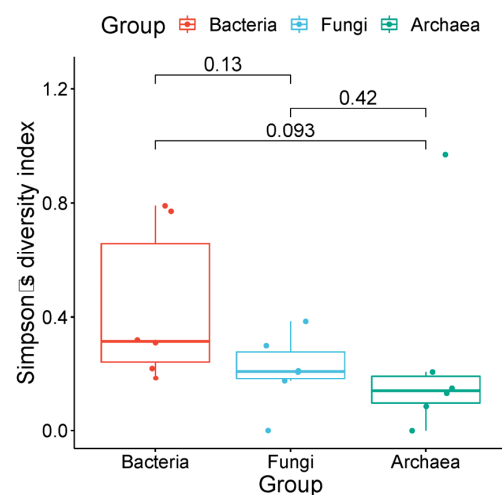 Group Bacteria Fungi Archaea
0.13
0.42
0.093
Simpson□s diversity index
1.2
0.8
0.4
0.0
Bacteria Fungi Archaea
Group